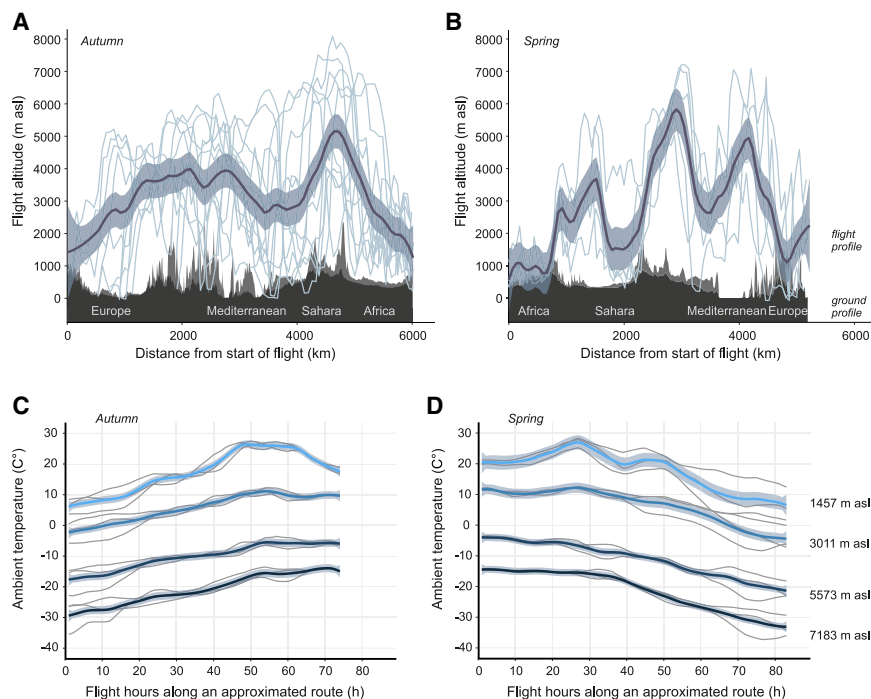 A
Autumn
8000
7000
6000
5000
4000
3000
2000
1000
0
Flight altitude (m asl)
Europe
Mediterranean
Sahara
Africa
0
2000
4000
6000
Distance from start of flight (km)
B
Spring
8000
7000
6000
5000
4000
3000
2000
1000
0
Flight altitude (m asl)
flight
profile
ground
profile
Africa
Sahara
Mediterranean
Europe
0
2000
4000
6000
Distance from start of flight (km)
C
Autumn
30
20
10
0
-10
-20
-30
-40
Ambient temperature (C°)
0
10
20
30
40
50
60
70
80
Flight hours along an approximated route (h)
D
Spring
30
20
10
0
-10
-20
-30
-40
Ambient temperature (C°)
1457 m asl
3011 m asl
5573 m asl
7183 m asl
0
10
20
30
40
50
60
70
80
Flight hours along an approximated route (h)